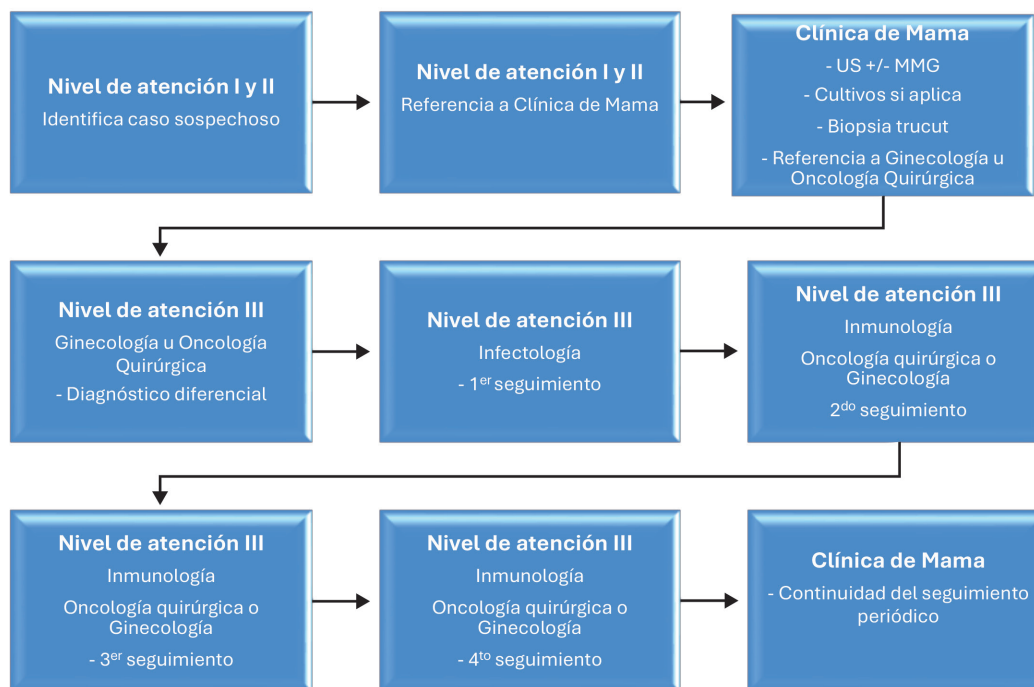 Nivel de atención I y II
Identifica caso sospechoso
Nivel de atención I y II
Referencia a Clínica de Mama
Clínica de Mama
- US +/- MMG
- Cultivos si aplica
- Biopsia trucut
- Referencia a Ginecología u
Oncología Quirúrgica
Nivel de atención III
Ginecología u Oncología
Quirúrgica
- Diagnóstico diferencial
Nivel de atención III
Infectología
- 1er seguimiento
Nivel de atención III
Inmunología
Oncología quirúrgica o
Ginecología
2do seguimiento
Nivel de atención III
Inmunología
Oncología quirúrgica o
Ginecología
- 3er seguimiento
Nivel de atención III
Inmunología
Oncología quirúrgica o
Ginecología
- 4to seguimiento
Clínica de Mama
- Continuidad del seguimiento
periódico